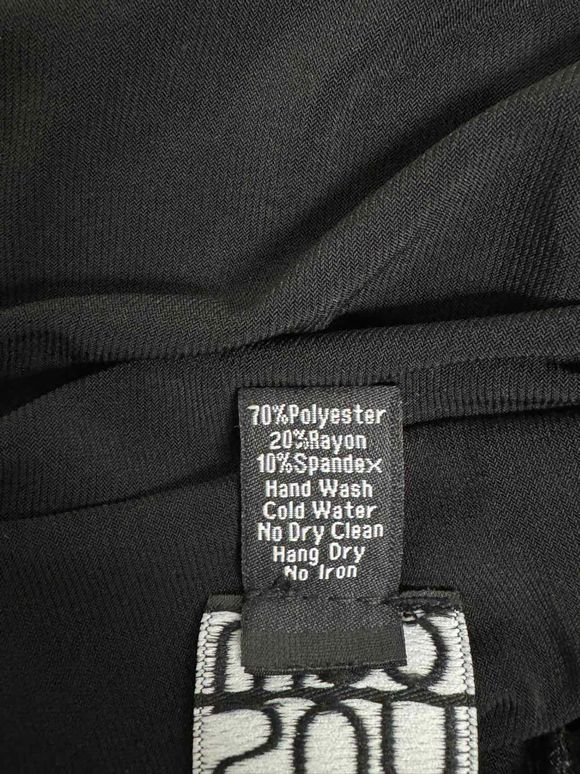 70%Polyester
20%Rayon
10%Spandex
Hand Wash
Cold Water
No Dry Clean
Hang Dry
No Iron